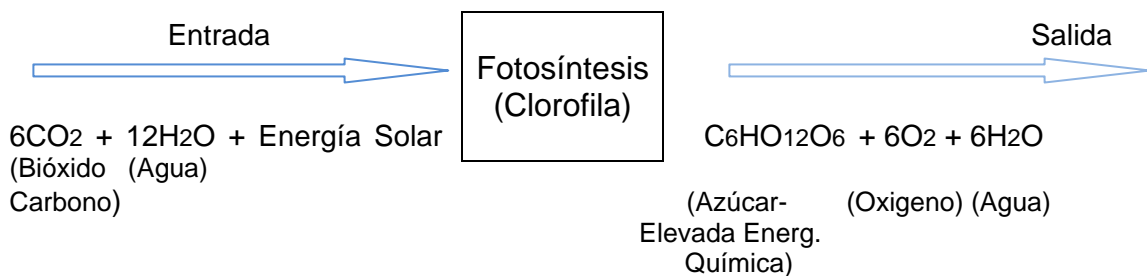 Entrada
Salida
Fotosíntesis
(Clorofila)
6CO2 + 12H2O + Energía Solar
(Bióxido (Agua)
Carbono)
C6HO12O6 + 6O2 + 6H2O
(Azúcar- (Oxigeno) (Agua)
Elevada Energ.
Química)